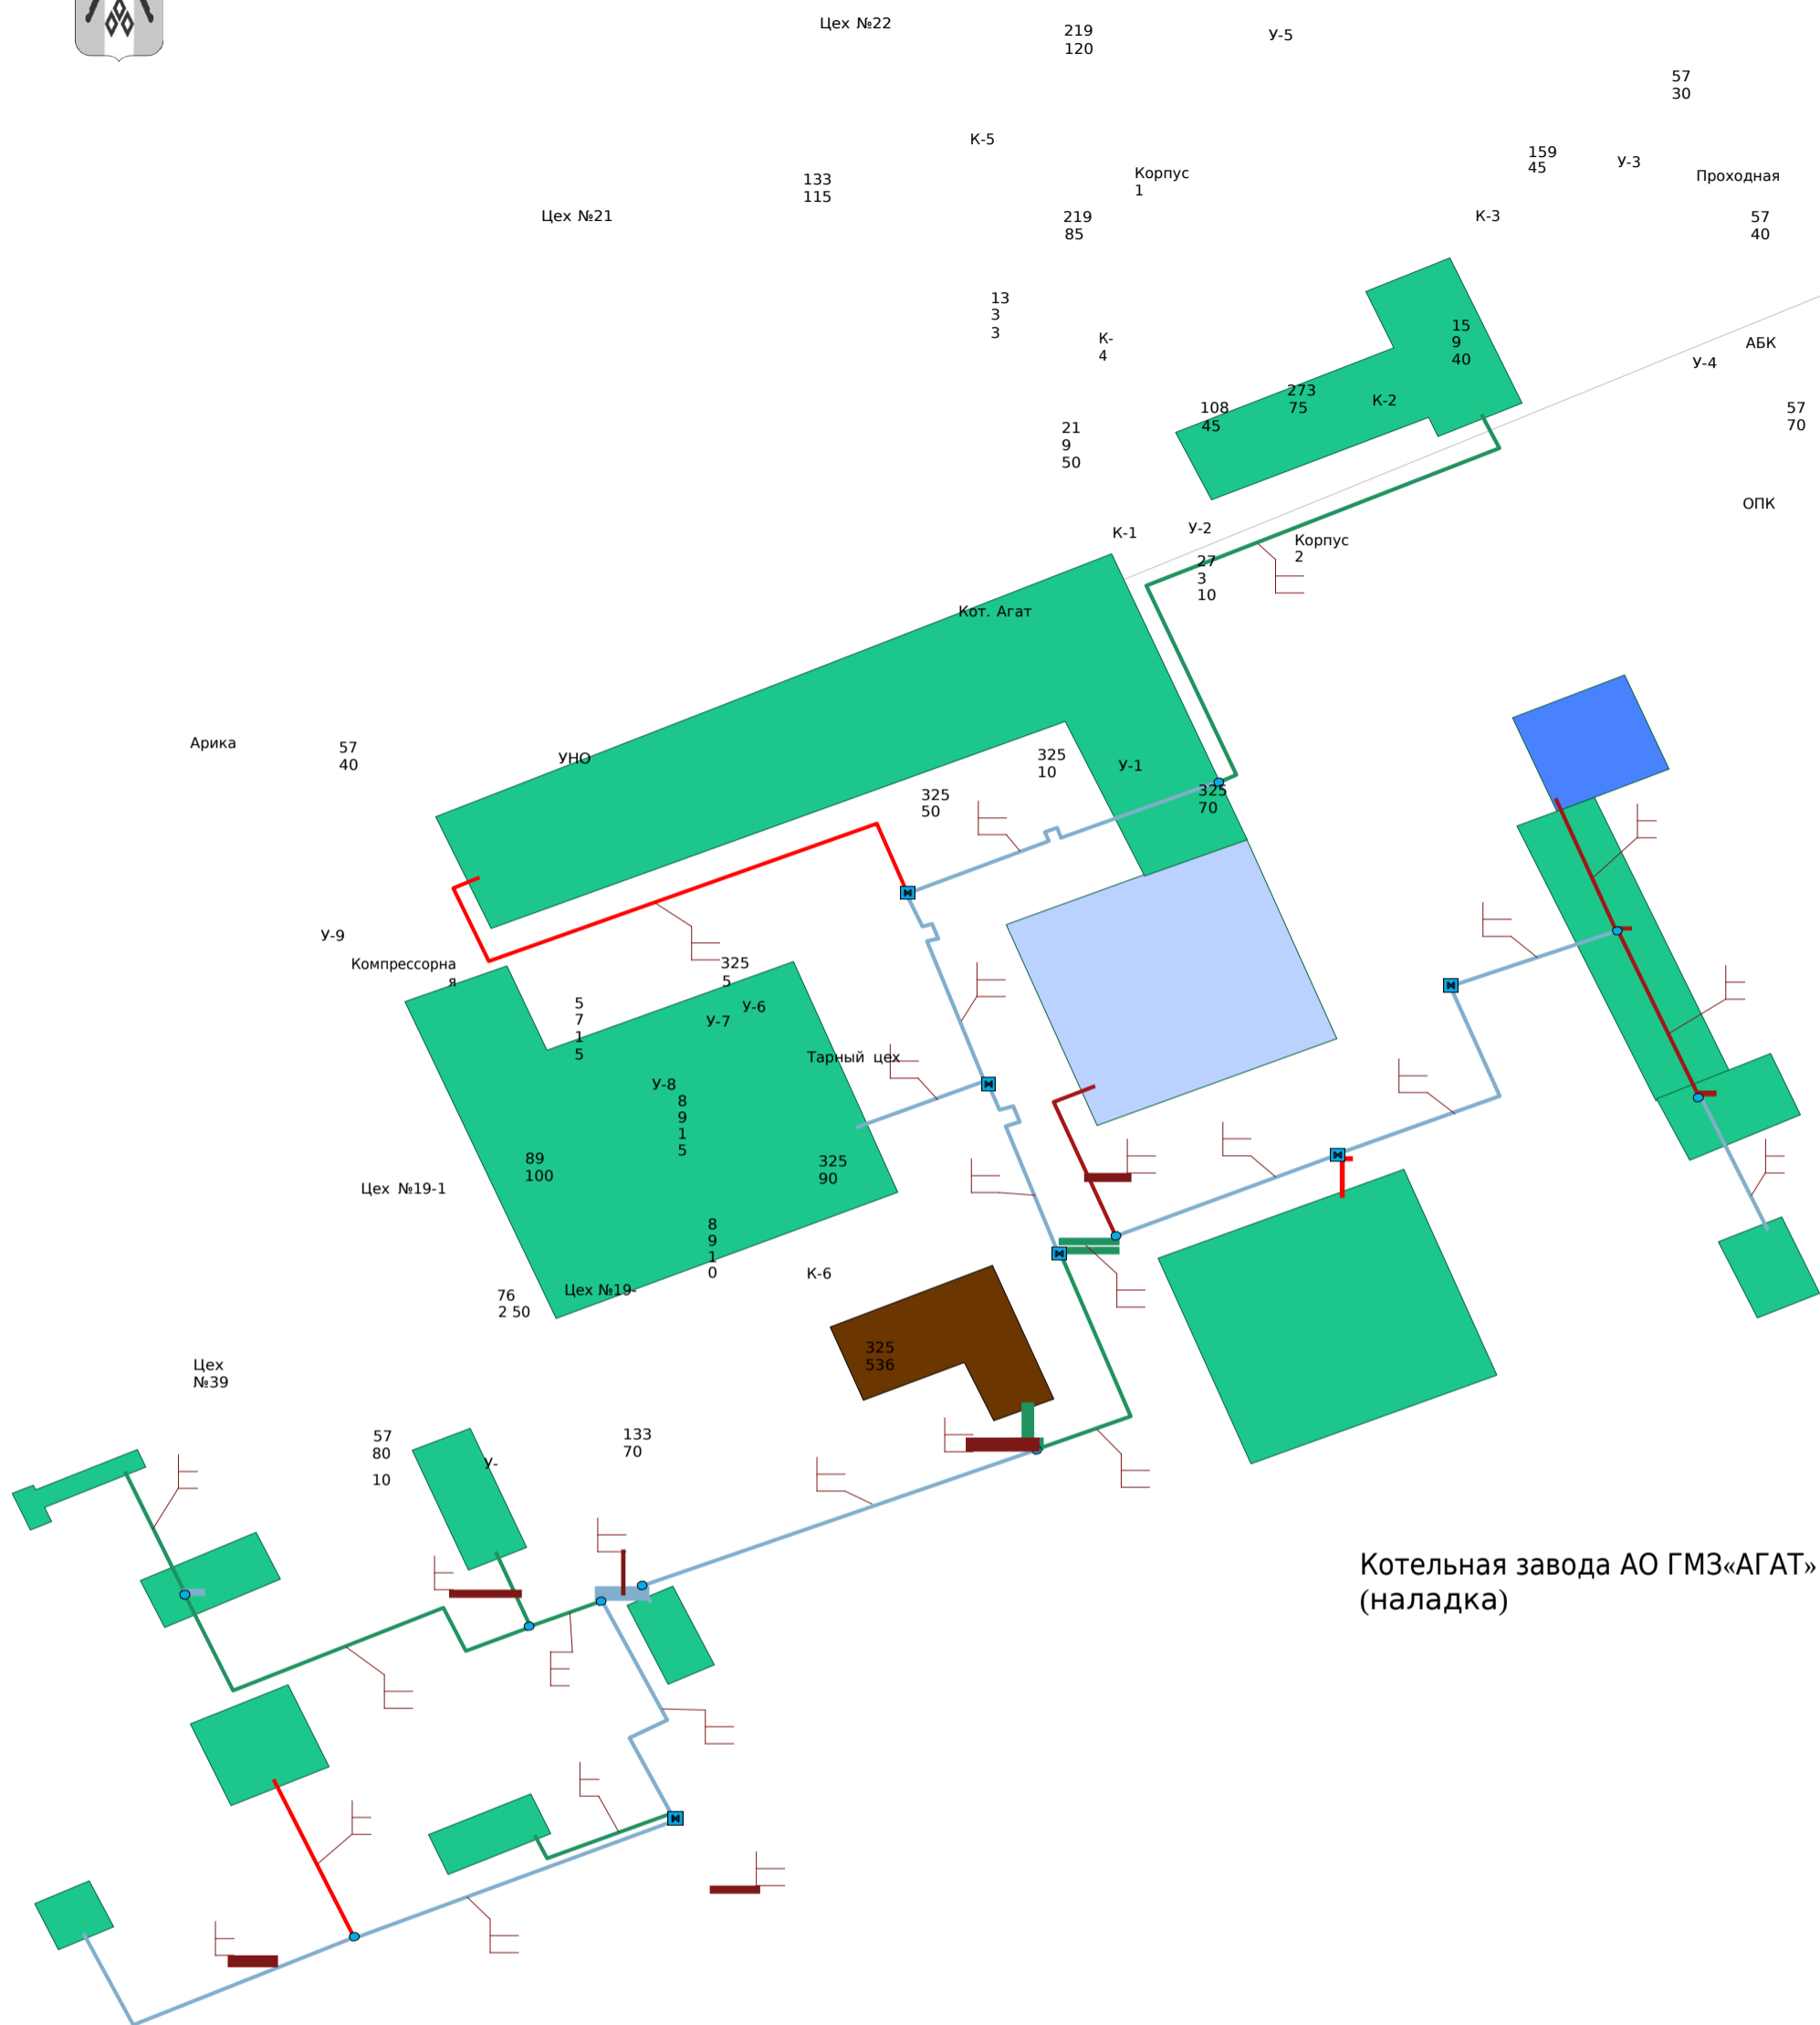 Цех №22
219
120
У-5
57
30
К-5
159
45
У-3
Проходная
133
115
Корпус
1
Цех №21
219
85
К-3
57
40
13
3
3
К-
4
15
9
40
АБК
У-4
273
75
К-2
108
45
57
70
21
9
50
ОПК
К-1
У-2
Корпус
2
27
3
10
Кот. Агат
Арика
57
40
УНО
325
10
У-1
325
50
325
70
У-9
Компрессорна
я
325
5
У-6
У-7
5
7
1
5
Тарный цех
У-8
8
9
1
5
89
100
325
90
Цех №19-1
8
9
1
0
К-6
76
2 50
Цех №19-
325
536
Цех
№39
57
80
10
У-
133
70
Котельная завода АО ГМЗ«АГАТ»
(наладка)